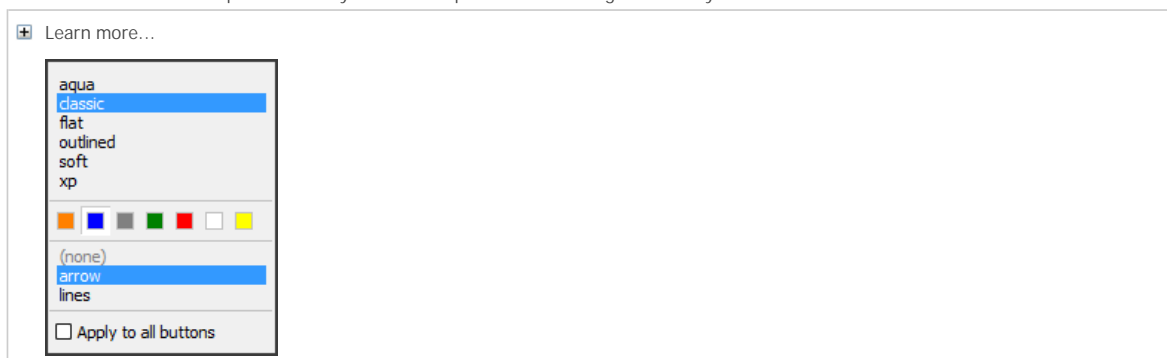 Learn more…
aqua
classic
flat
outlined
soft
xp
(none)
arrow
lines
Apply to all buttons